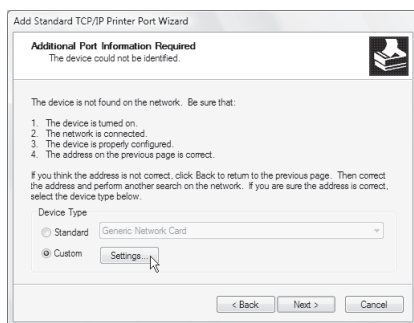 Add Standard TCP/IP Printer Port Wizard
Additional Port Information Required
The device could not be identified.
The device is not found on the network. Be sure that:
1. The device is turned on.
2. The network is connected.
3. The device is properly configured.
4. The address on the previous page is correct.
If you think the address is not correct, click Back to return to the previous page. Then correct
the address and perform another search on the network. If you are sure the address is correct,
select the device type below.
Device Type
Standard Generic Network Card
Custom Settings...
< Back Next > Cancel